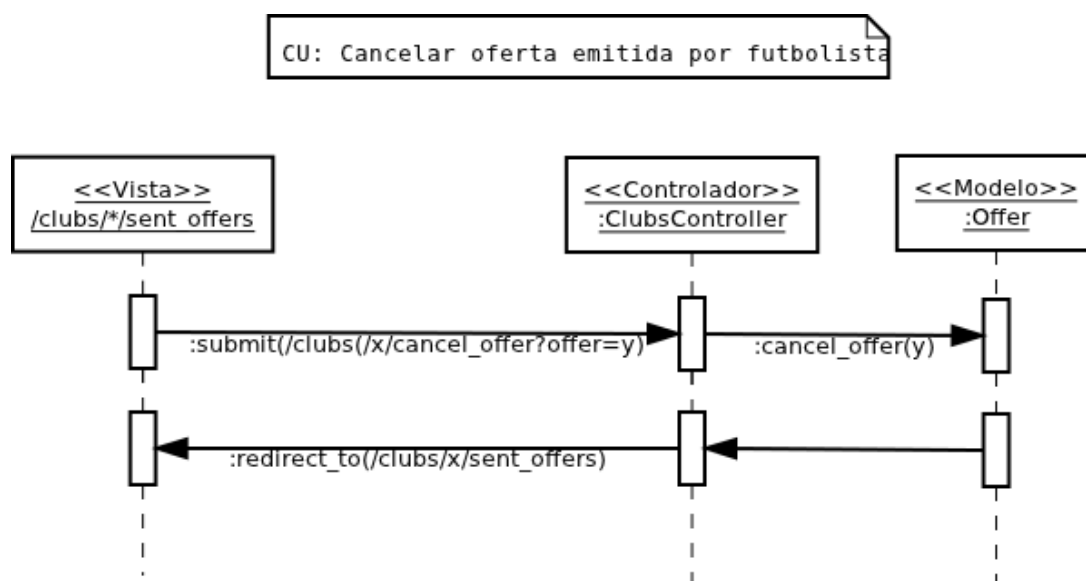 CU: Cancelar oferta emitida por futbolista
<<Vista>>
/clubs/*/sent_offers
<<Controlador>>
:ClubsController
<<Modelo>>
:Offer
:submit(/clubs(/x/cancel_offer?offer=y)
:cancel_offer(y)
:redirect_to(/clubs/x/sent_offers)